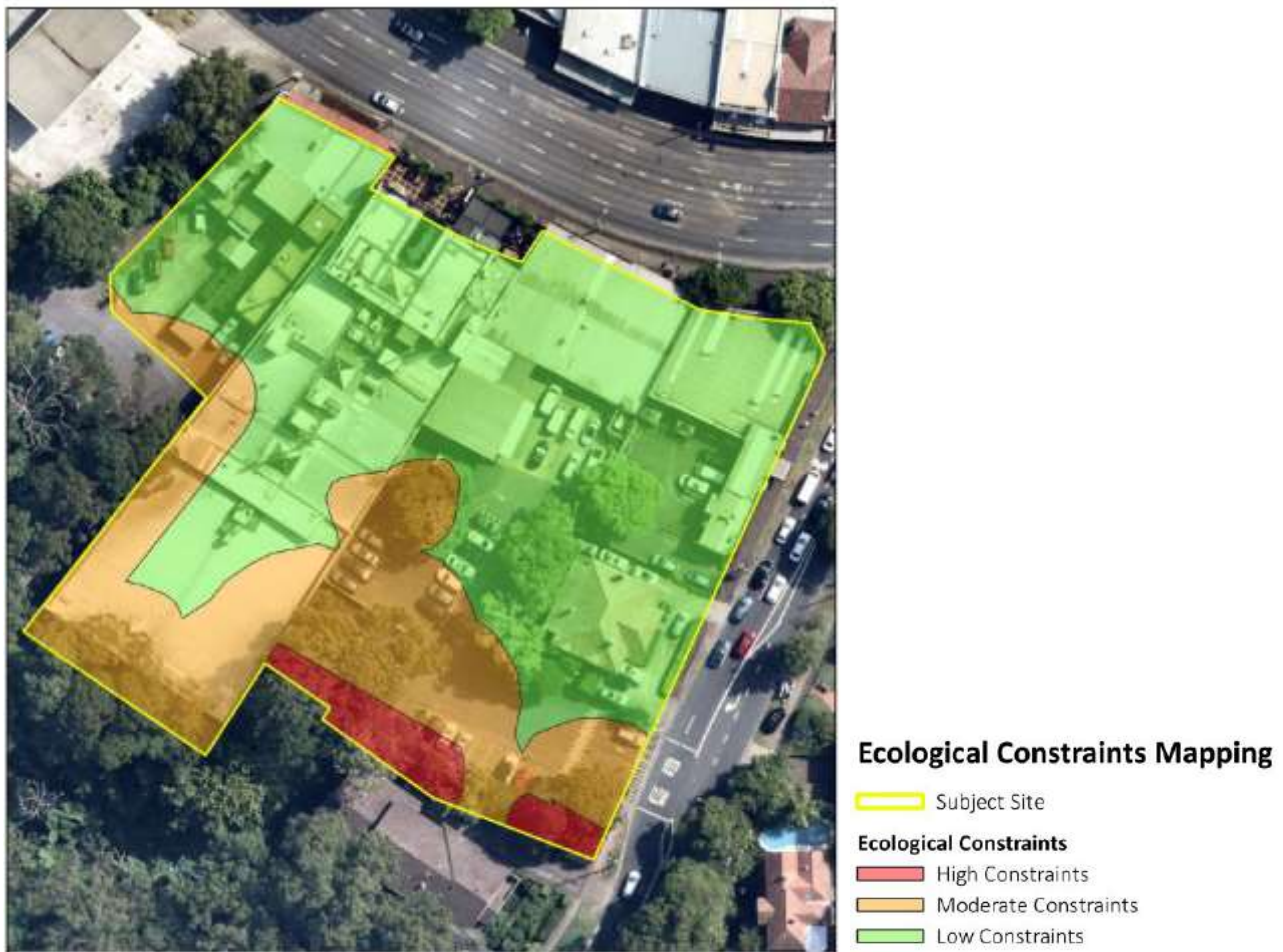 Ecological Constraints Mapping
Subject Site
Ecological Constraints
High Constraints
Moderate Constraints
Low Constraints